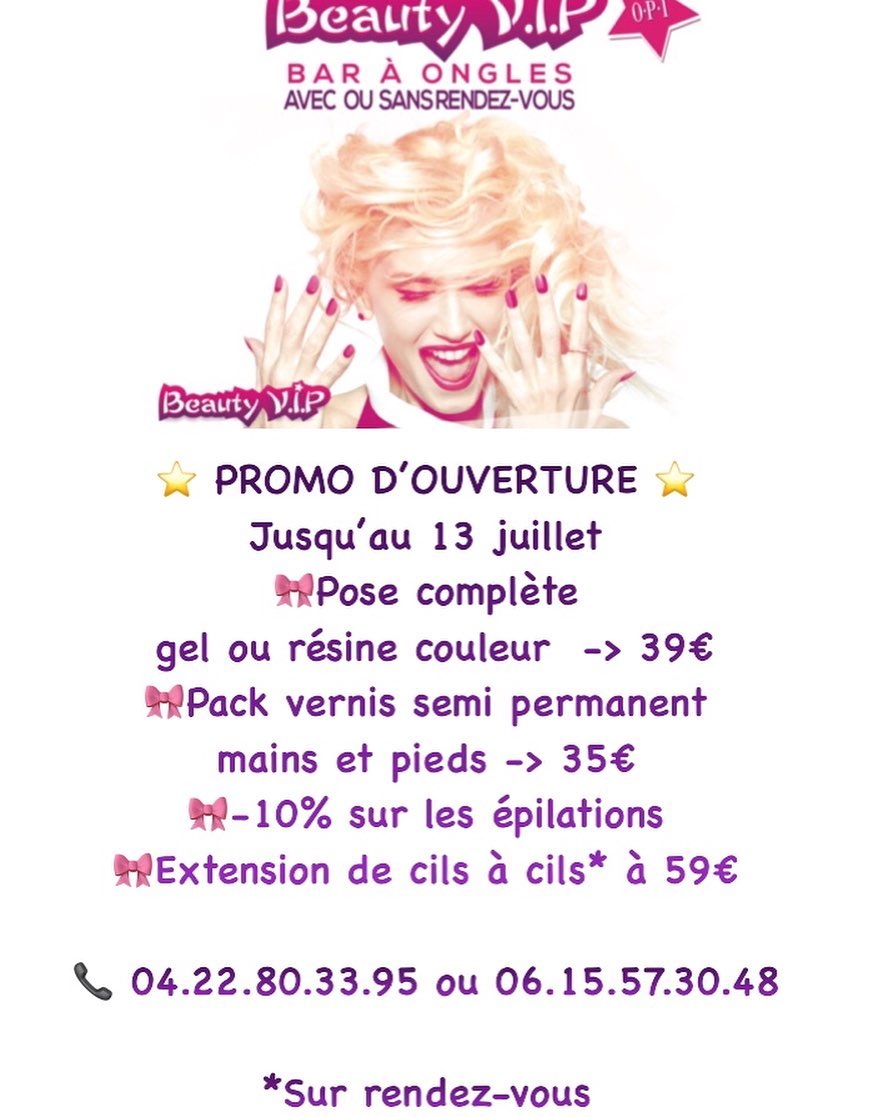 Beauty V.I.P
O·P·I
BAR À ONGLES
AVEC OU SANS RENDEZ-VOUS
Beauty V.I.P
⭐ PROMO D'OUVERTURE ⭐
Jusqu'au 13 juillet
🎀Pose complète
gel ou résine couleur -> 39€
🎀Pack vernis semi permanent
mains et pieds -> 35€
🎀-10% sur les épilations
🎀Extension de cils à cils* à 59€
📞 04.22.80.33.95 ou 06.15.57.30.48
*Sur rendez-vous